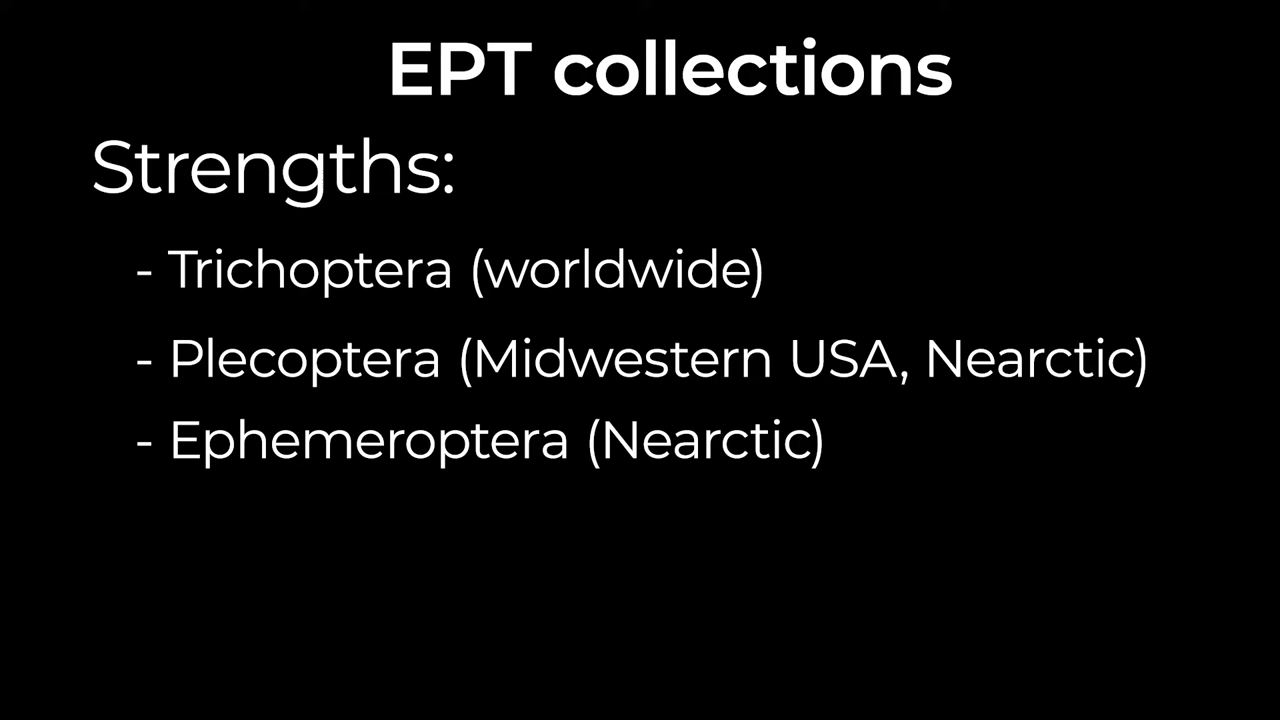 EPT collections
Strengths:
- Trichoptera (worldwide)
- Plecoptera (Midwestern USA, Nearctic)
- Ephemeroptera (Nearctic)